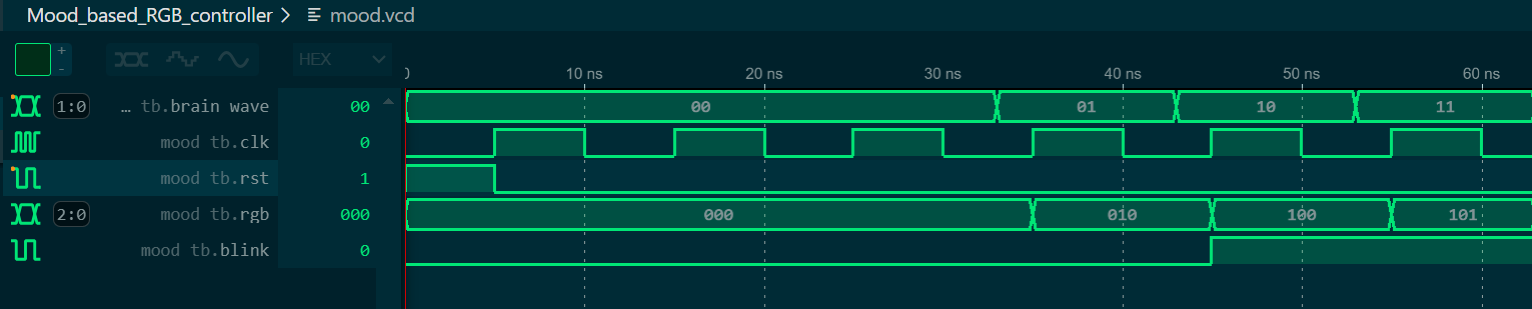 Mood_based_RGB_controller > mood.vcd
+
-
HEX
0 10 ns 20 ns 30 ns 40 ns 50 ns 60 ns
1:0 … tb.brain wave 00 00 01 10 11
mood tb.clk 0
mood tb.rst 1
2:0 mood tb.rgb 000 000 010 100 101
mood tb.blink 0